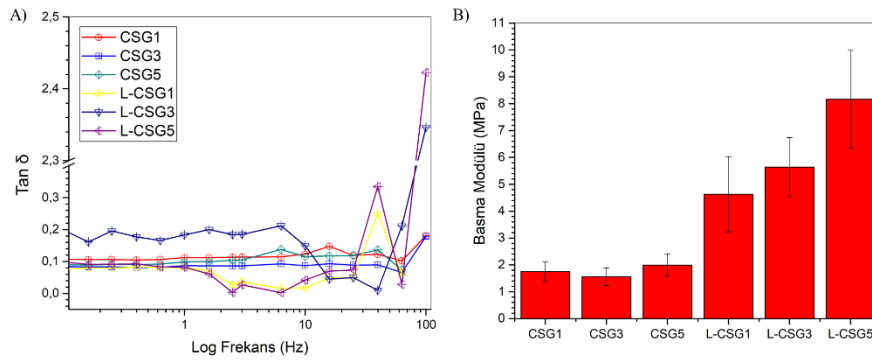 A)
2,5
2,4
2,3
0,3
0,2
0,1
0,0
Tan δ
CSG1
CSG3
CSG5
L-CSG1
L-CSG3
L-CSG5
1
10
100
Log Frekans (Hz)
B)
11
10
9
8
7
6
5
4
3
2
1
0
Basma Modülü (MPa)
CSG1 CSG3 CSG5 L-CSG1 L-CSG3 L-CSG5